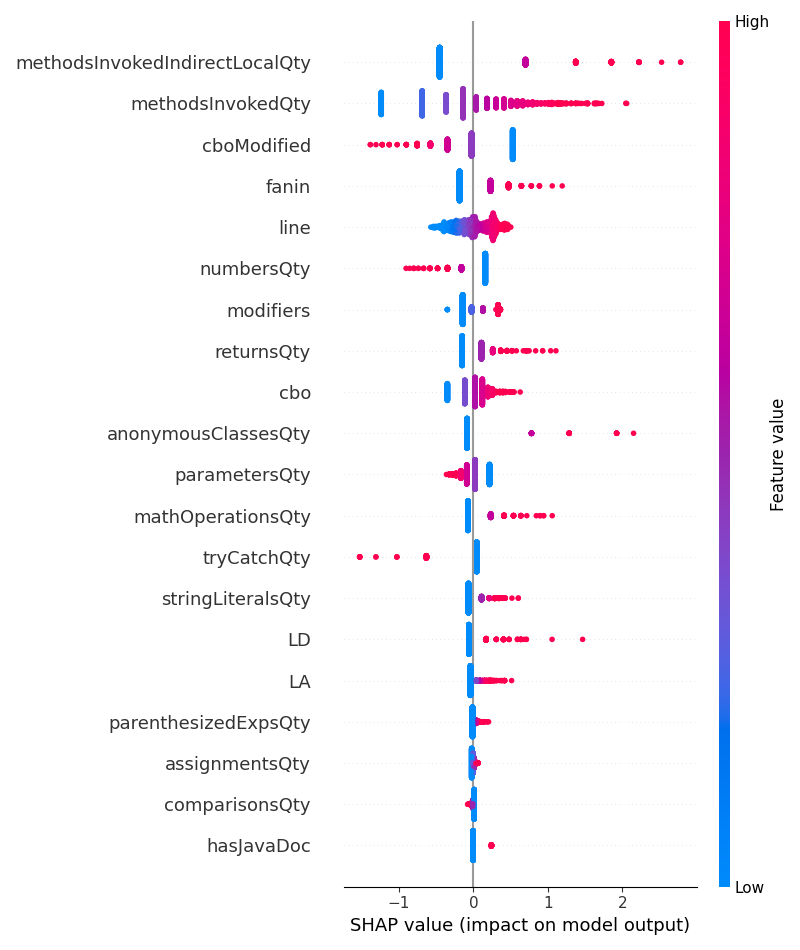 High
methodsInvokedIndirectLocalQty
methodsInvokedQty
cboModified
fanin
line
numbersQty
modifiers
returnsQty
cbo
anonymousClassesQty
parametersQty
mathOperationsQty
tryCatchQty
stringLiteralsQty
LD
LA
parenthesizedExpsQty
assignmentsQty
comparisonsQty
hasJavaDoc
Feature value
Low
−1 0 1 2
SHAP value (impact on model output)